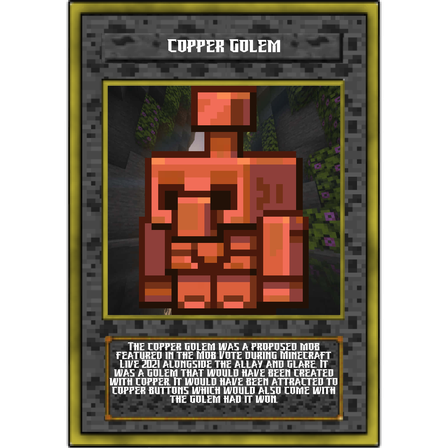 COPPER GOLEM
THE COPPER GOLEM WAS A PROPOSED MOB
FEATURED IN THE MOB VOTE DURING MINECRAFT
LIVE 2021 ALONGSIDE THE ALLAY AND GLARE. IT
WAS A GOLEM THAT WOULD HAVE BEEN CREATED
WITH COPPER. IT WOULD HAVE BEEN ATTRACTED TO
COPPER BUTTONS WHICH WOULD ALSO COME WITH
THE GOLEM HAD IT WON.